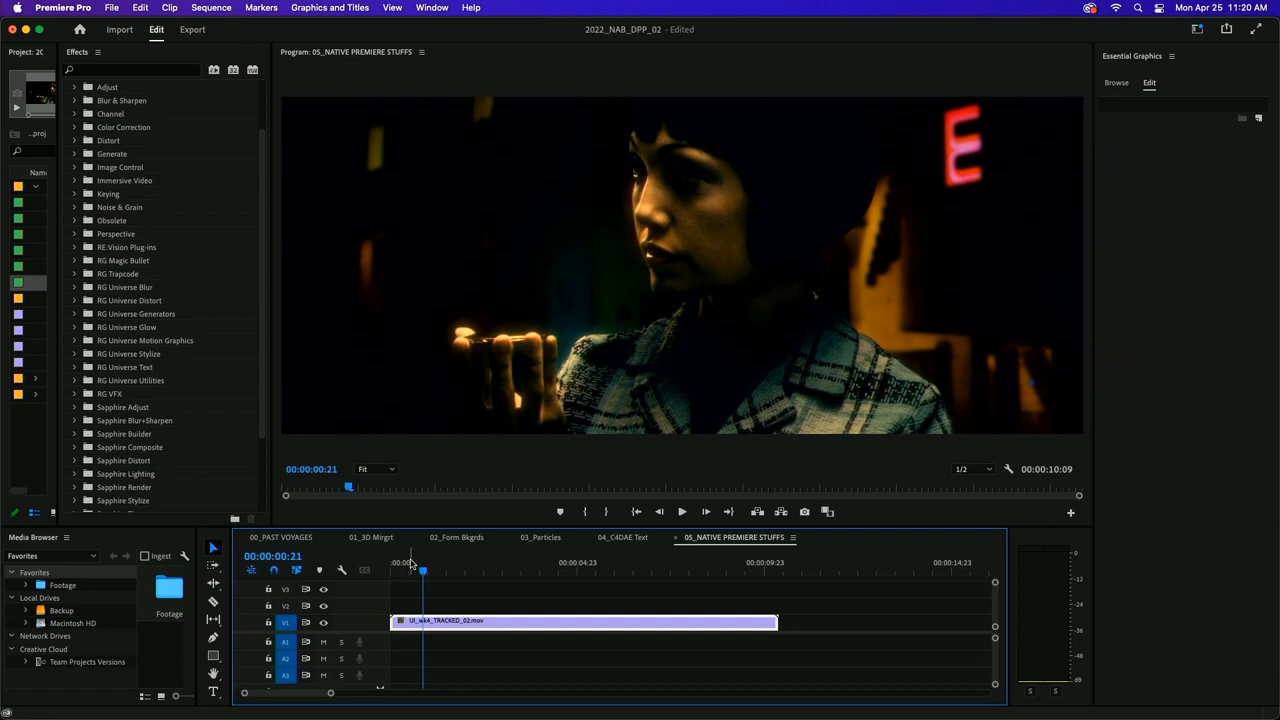 Premiere Pro File Edit Clip Sequence Markers Graphics and Titles View Window Help Mon Apr 25 11:20 AM
Import Edit Export 2022_NAB_DPP_02 - Edited
Project: 2C Effects Program: 05_NATIVE PREMIERE STUFFS Essential Graphics
Browse Edit
Adjust
Blur & Sharpen
Channel
Color Correction
Distort
Generate
Image Control
Immersive Video
Keying
Noise & Grain
Obsolete
Perspective
RE:Vision Plug-ins
RG Magic Bullet
RG Trapcode
RG Universe Blur
RG Universe Distort
RG Universe Generators
RG Universe Glow
RG Universe Motion Graphics
RG Universe Stylize
RG Universe Text
RG Universe Utilities
RG VFX
Sapphire Adjust
Sapphire Blur+Sharpen
Sapphire Builder
Sapphire Composite
Sapphire Distort
Sapphire Lighting
Sapphire Render
Sapphire Stylize
...proj
Name
E
00:00:00:21 Fit 1/2 00:00:10:09
Media Browser
Favorites Ingest
Favorites
Footage
Local Drives
Backup
Macintosh HD
Network Drives
Creative Cloud
Team Projects Versions
Footage
00_PAST VOYAGES 01_3D Mirgrt 02_Form Bkgrds 03_Particles 04_C4DAE Text 05_NATIVE PREMIERE STUFFS
00:00:00:21
:00:00 00:00:04:23 00:00:09:23 00:00:14:23
V3
V2
V1 UI_wk4_TRACKED_02.mov
A1 M S
A2 M S
A3 M S
0
-12
-24
-36
-48
dB
S S